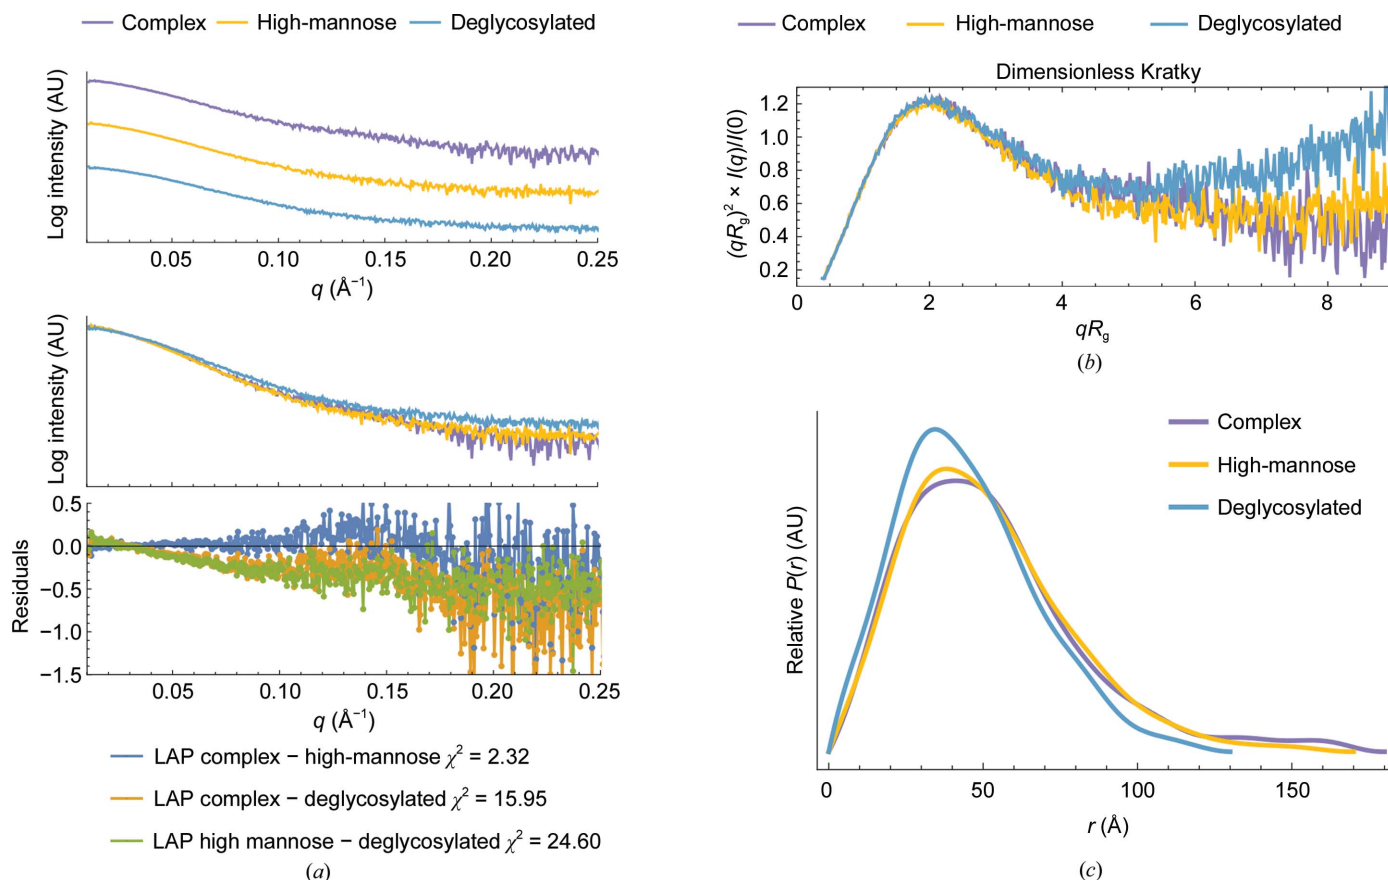 Complex High-mannose Deglycosylated
Log intensity (AU)
0.05 0.10 0.15 0.20 0.25
q (Å⁻¹)
Log intensity (AU)
0.5
0.0
−0.5
−1.0
−1.5
Residuals
0.05 0.10 0.15 0.20 0.25
q (Å⁻¹)
LAP complex − high-mannose χ² = 2.32
LAP complex − deglycosylated χ² = 15.95
LAP high mannose − deglycosylated χ² = 24.60
(a)
Complex High-mannose Deglycosylated
Dimensionless Kratky
(qRg)² × I(q)/I(0)
1.2
1.0
0.8
0.6
0.4
0.2
0 2 4 6 8
qRg
(b)
Complex
High-mannose
Deglycosylated
Relative P(r) (AU)
0 50 100 150
r (Å)
(c)